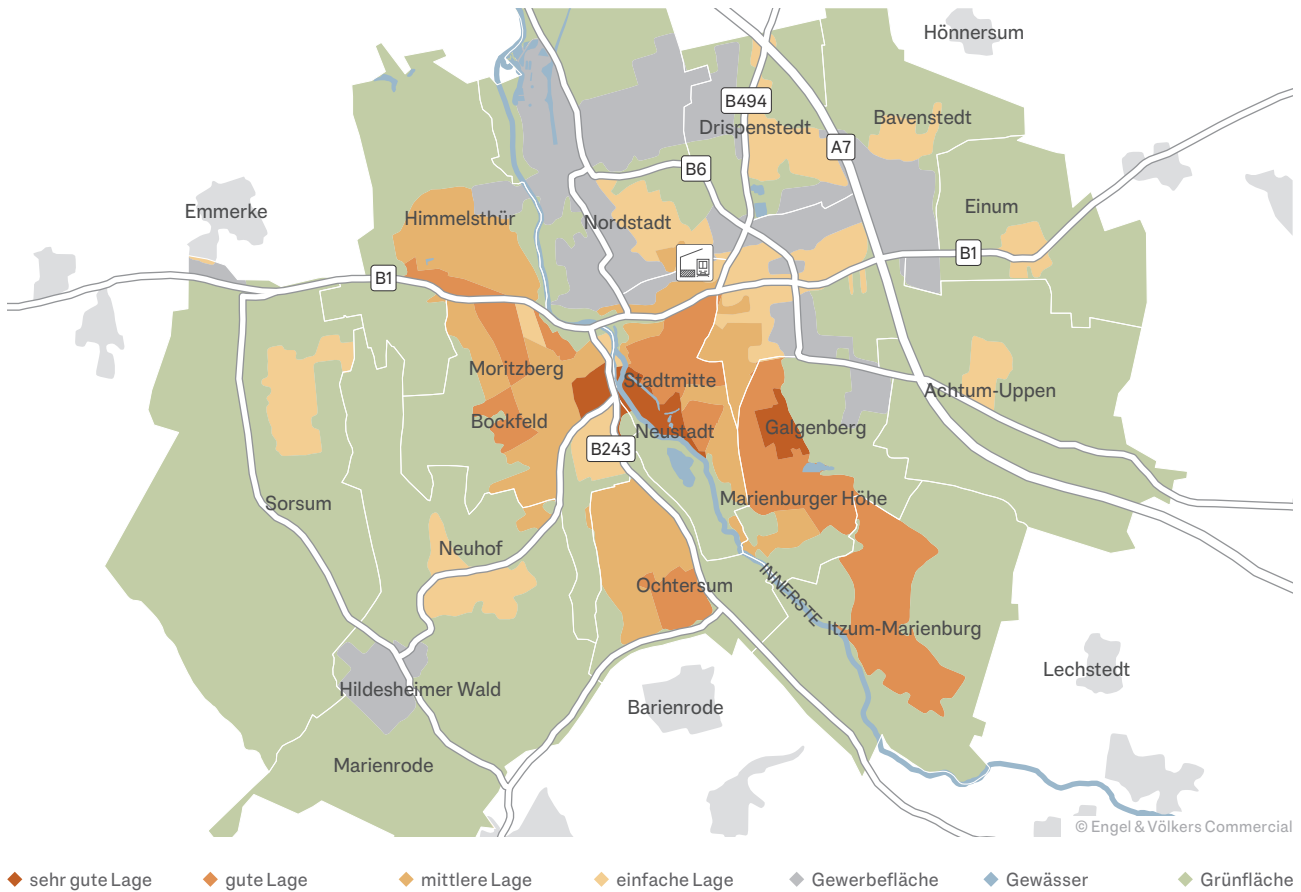 Hönnersum
B494
Drispenstedt
Bavenstedt
A7
B6
Emmerke
Himmelsthür
Nordstadt
Einum
B1
B1
Moritzberg
Stadtmitte
Achtum-Uppen
Bockfeld
Neustadt
Galgenberg
B243
Sorsum
Marienburger Höhe
Neuhof
Ochtersum
INNERSTE
Itzum-Marienburg
Lechstedt
Hildesheimer Wald
Barienrode
Marienrode
© Engel & Völkers Commercial
sehr gute Lage
gute Lage
mittlere Lage
einfache Lage
Gewerbefläche
Gewässer
Grünfläche